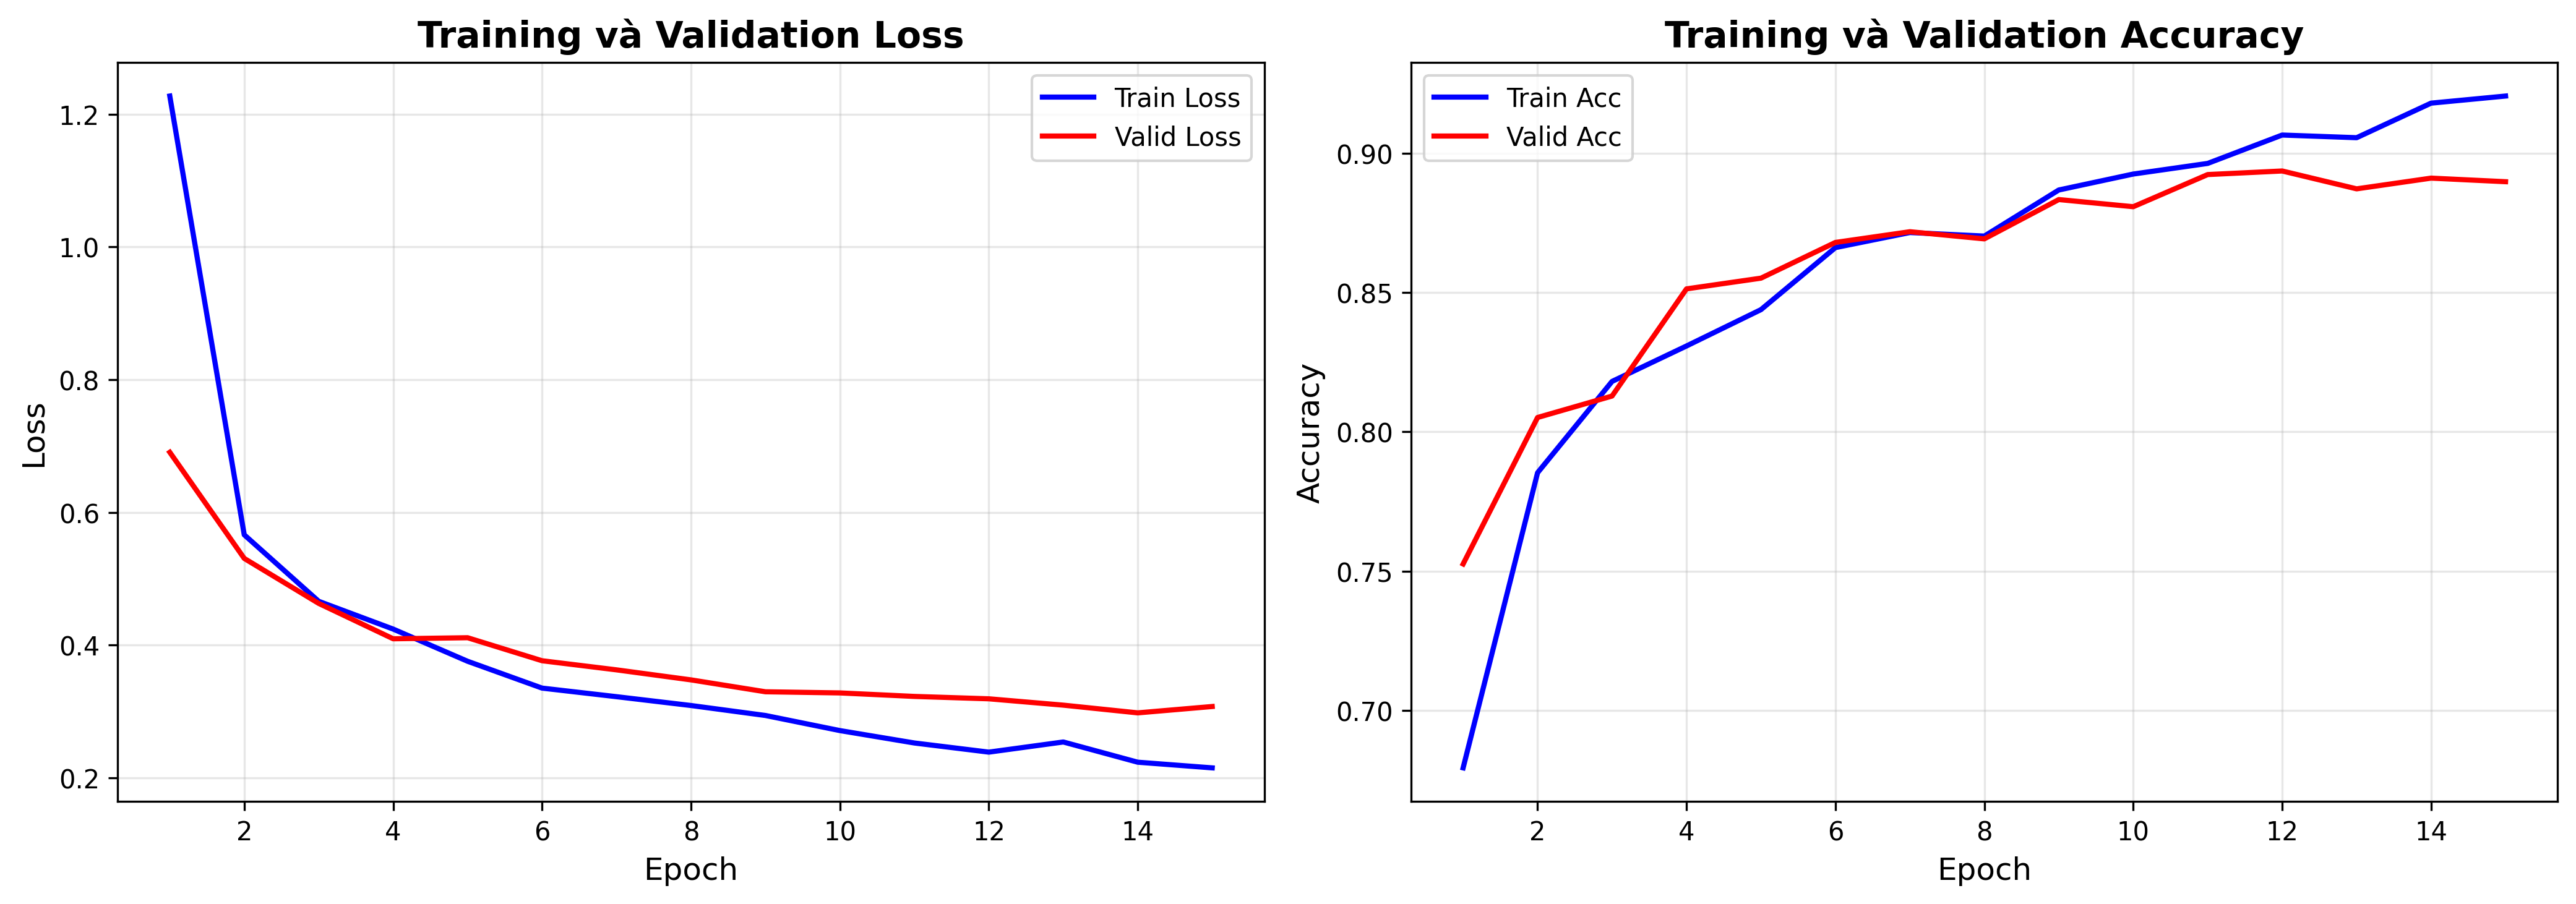 Training và Validation Loss
Train Loss
Valid Loss
1.2
1.0
0.8
0.6
0.4
0.2
Loss
2 4 6 8 10 12 14
Epoch
Training và Validation Accuracy
Train Acc
Valid Acc
0.90
0.85
0.80
0.75
0.70
Accuracy
2 4 6 8 10 12 14
Epoch